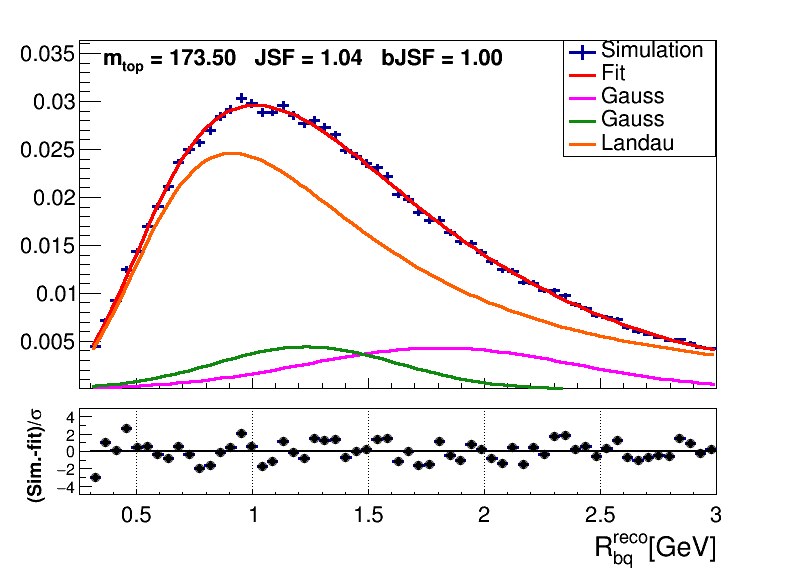 m_top = 173.50 JSF = 1.04 bJSF = 1.00
Simulation
Fit
Gauss
Gauss
Landau
0.035
0.03
0.025
0.02
0.015
0.01
0.005
(Sim.-fit)/σ
4
2
0
−2
−4
0.5 1 1.5 2 2.5 3
R_bq^reco[GeV]